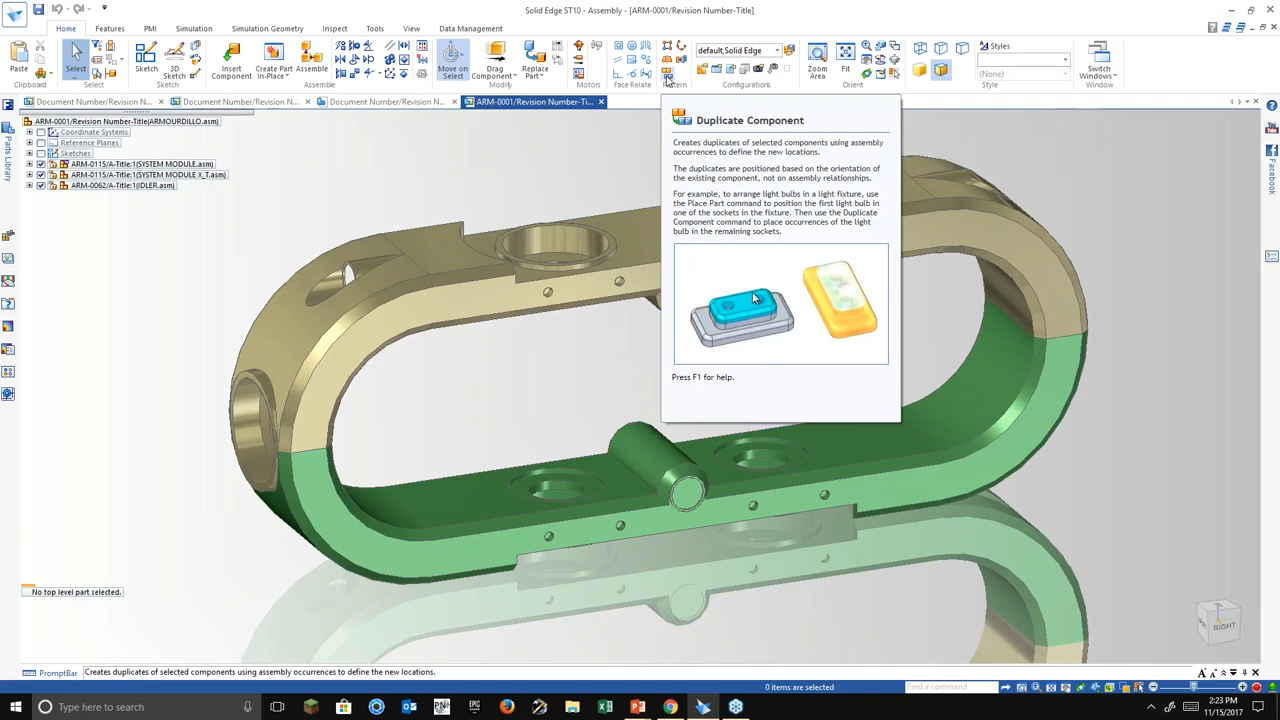 Solid Edge ST10 - Assembly - [ARM-0001/Revision Number-Title]
Home
Features
PMI
Simulation
Simulation Geometry
Inspect
Tools
View
Data Management
Paste
Select
Sketch
3D Sketch
Insert Component
Create Part In-Place
Assemble
Move on Select
Drag Component
Replace Part
default,Solid Edge
Zoom Area
Fit
Styles
(None)
Switch Windows
Clipboard
Select
Sketch
Assemble
Modify
Motors
Face Relate
Configurations
Orient
Style
Window
Document Number/Revision N...
Document Number/Revision N...
Document Number/Revision N...
ARM-0001/Revision Number-Ti...
ARM-0001/Revision Number-Title(ARMOURDILLO.asm)
Coordinate Systems
Reference Planes
Sketches
ARM-0115/A-Title:1(SYSTEM MODULE.asm)
ARM-0115/A-Title:1(SYSTEM MODULE X_T.asm)
ARM-0062/A-Title:1(IDLER.asm)
Parts Library
Facebook
Duplicate Component
Creates duplicates of selected components using assembly
occurrences to define the new locations.
The duplicates are positioned based on the orientation of
the existing component, not on assembly relationships.
For example, to arrange light bulbs in a light fixture, use
the Place Part command to position the first light bulb in
one of the sockets in the fixture. Then use the Duplicate
Component command to place occurrences of the light
bulb in the remaining sockets.
Press F1 for help.
No top level part selected.
RIGHT
PromptBar
Creates duplicates of selected components using assembly occurrences to define the new locations.
0 items are selected
Find a command
Type here to search
2:23 PM
11/15/2017